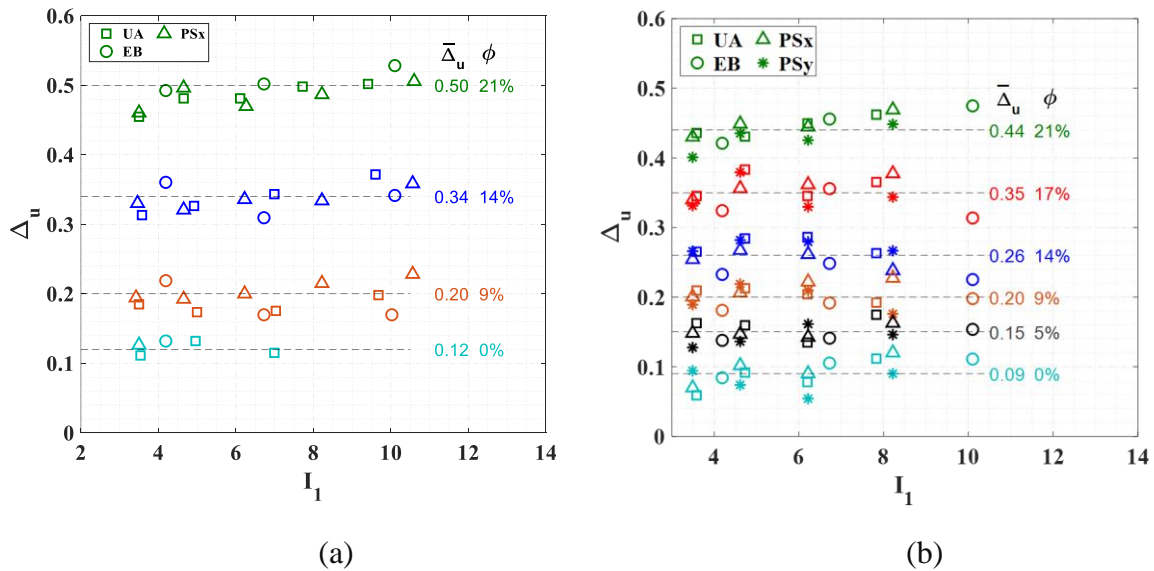 0.6
0.5
0.4
0.3
0.2
0.1
0
Δu
UA PSx
EB
Δ̅u ϕ
0.50 21%
0.34 14%
0.20 9%
0.12 0%
2 4 6 8 10 12 14
I1
(a)
0.6
0.5
0.4
0.3
0.2
0.1
0
Δu
UA PSx
EB PSy
Δ̅u ϕ
0.44 21%
0.35 17%
0.26 14%
0.20 9%
0.15 5%
0.09 0%
4 6 8 10 12 14
I1
(b)